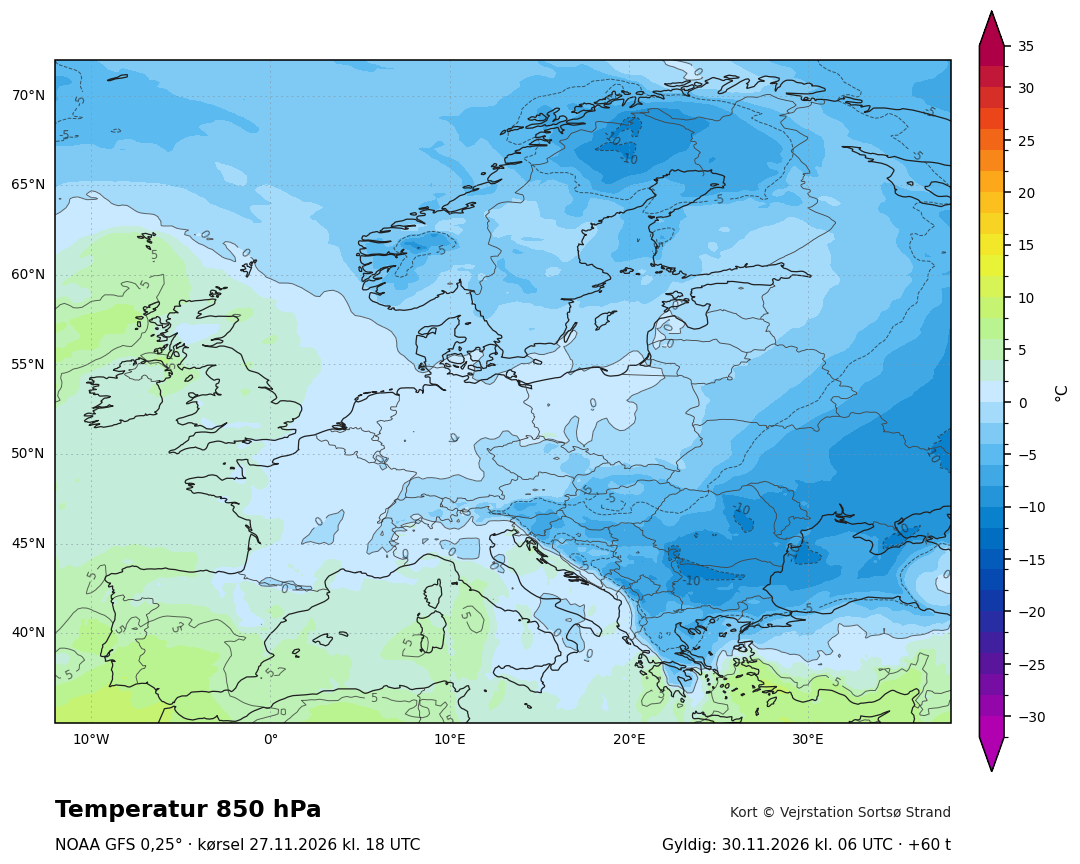 35
30
25
20
15
10
5
0
−5
−10
−15
−20
−25
−30
°C
70°N
65°N
60°N
55°N
50°N
45°N
40°N
10°W
0°
10°E
20°E
30°E
Temperatur 850 hPa
Kort © Vejrstation Sortsø Strand
NOAA GFS 0,25° · kørsel 27.11.2026 kl. 18 UTC
Gyldig: 30.11.2026 kl. 06 UTC · +60 t